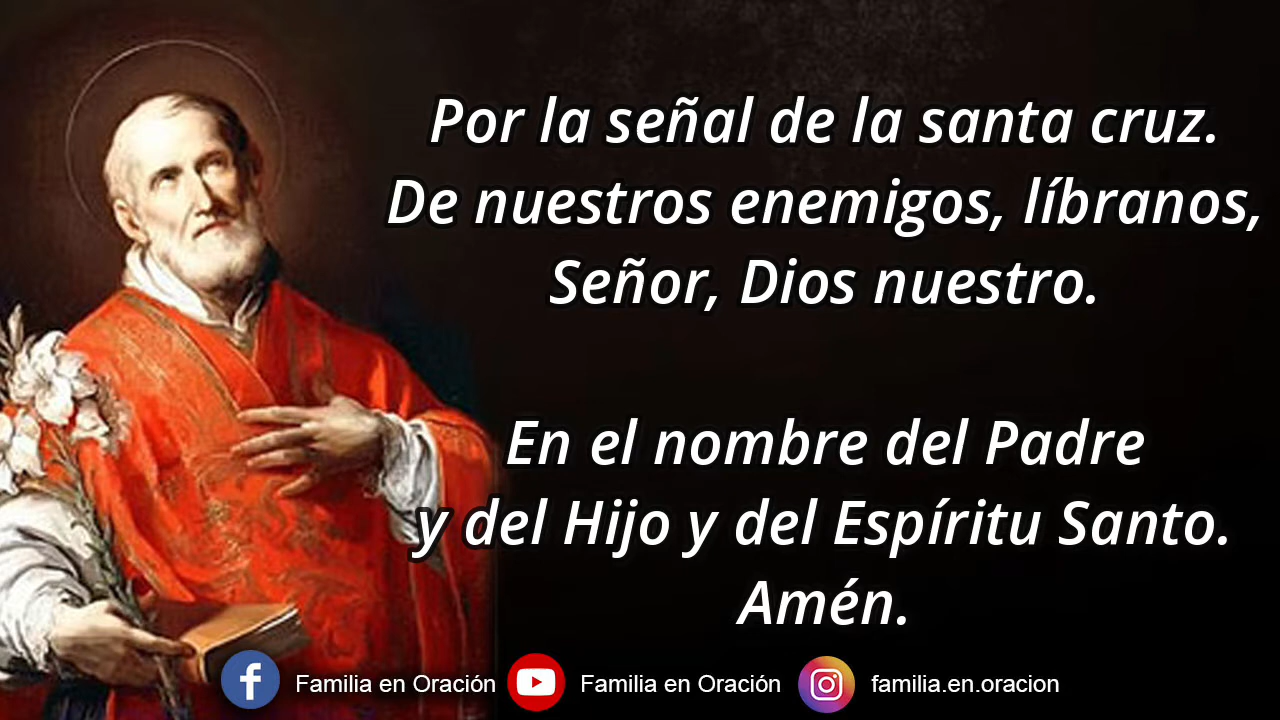 Por la señal de la santa cruz.
De nuestros enemigos, líbranos,
Señor, Dios nuestro.
En el nombre del Padre
y del Hijo y del Espíritu Santo.
Amén.
Familia en Oración
Familia en Oración
familia.en.oracion